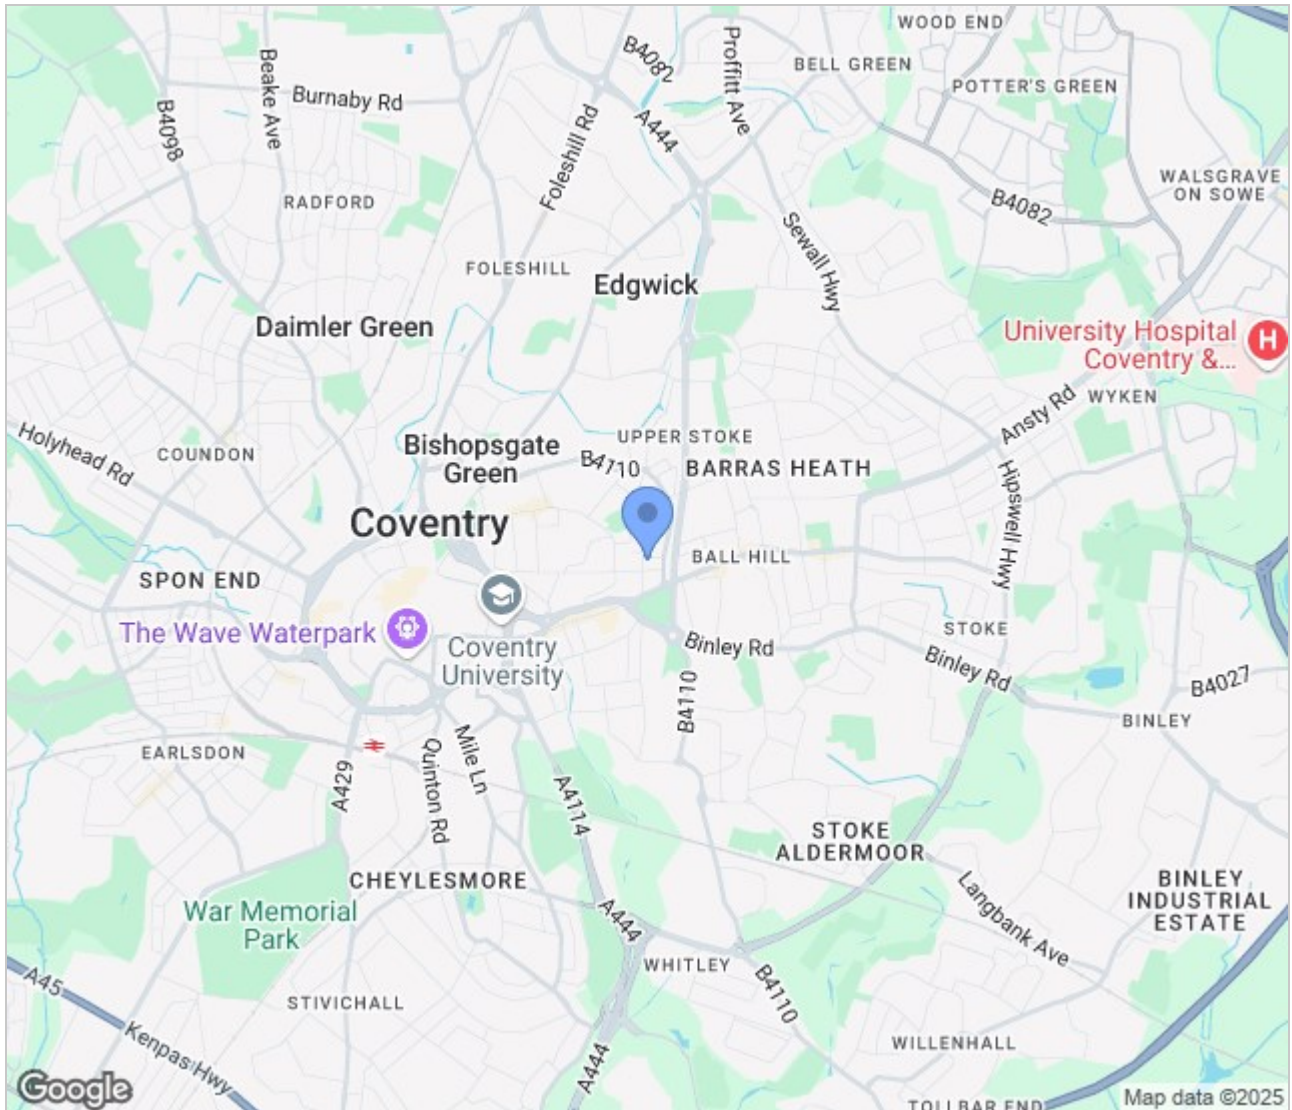 WOOD END
B4082
Proffitt Ave
BELL GREEN
Beake Ave
POTTER'S GREEN
Burnaby Rd
B4098
A444
Foleshill Rd
WALSGRAVE
ON SOWE
B4082
RADFORD
Sewall Hwy
FOLESHILL
Edgwick
Daimler Green
University Hospital
Coventry &...
H
WYKEN
Ansty Rd
Holyhead Rd
COUNDON
Bishopsgate
Green
UPPER STOKE
B4110
BARRAS HEATH
Hipswell Hwy
Coventry
BALL HILL
SPON END
The Wave Waterpark
Coventry
University
STOKE
Binley Rd
Binley Rd
B4027
B4110
BINLEY
EARLSDON
Mile Ln
Quinton Rd
A429
A4114
STOKE
ALDERMOOR
CHEYLESMORE
Langbank Ave
BINLEY
INDUSTRIAL
ESTATE
War Memorial
Park
A444
WHITLEY
A45
B4110
STIVICHALL
Kenpas Hwy
WILLENHALL
A444
Google
Map data ©2025
TOLLBAR END